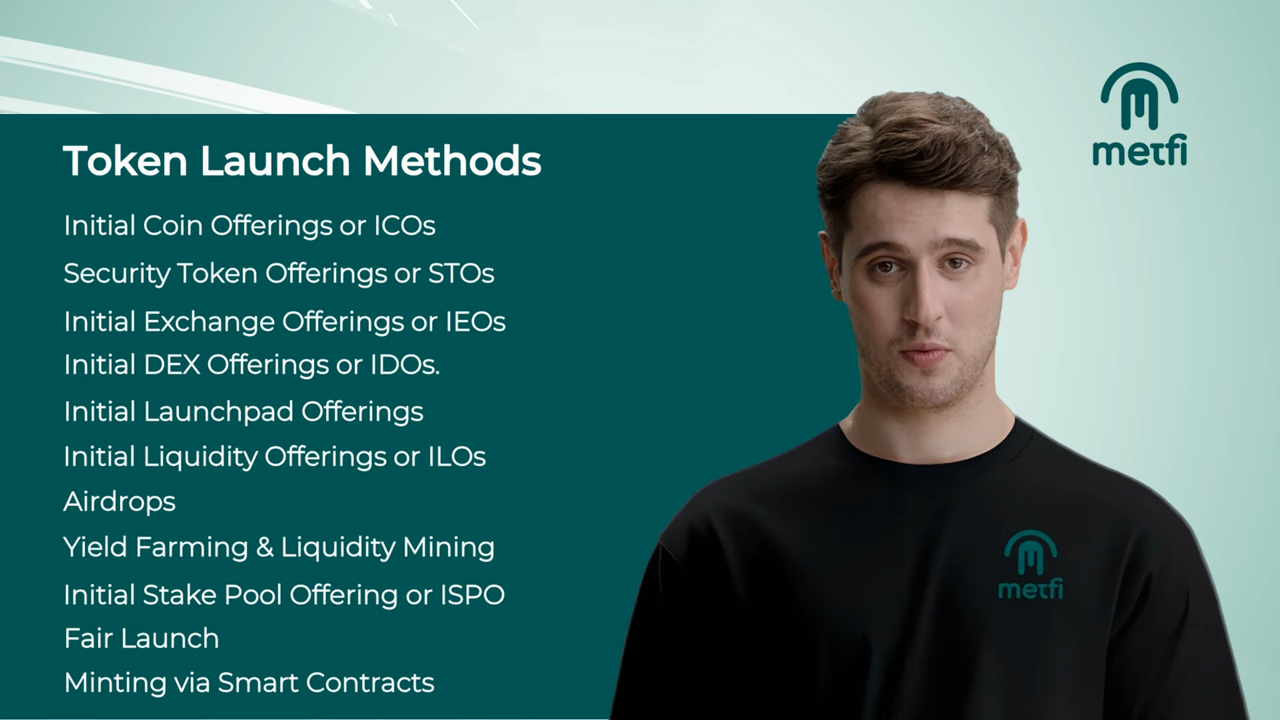 Token Launch Methods
Initial Coin Offerings or ICOs
Security Token Offerings or STOs
Initial Exchange Offerings or IEOs
Initial DEX Offerings or IDOs.
Initial Launchpad Offerings
Initial Liquidity Offerings or ILOs
Airdrops
Yield Farming & Liquidity Mining
Initial Stake Pool Offering or ISPO
Fair Launch
Minting via Smart Contracts
metfi
metfi